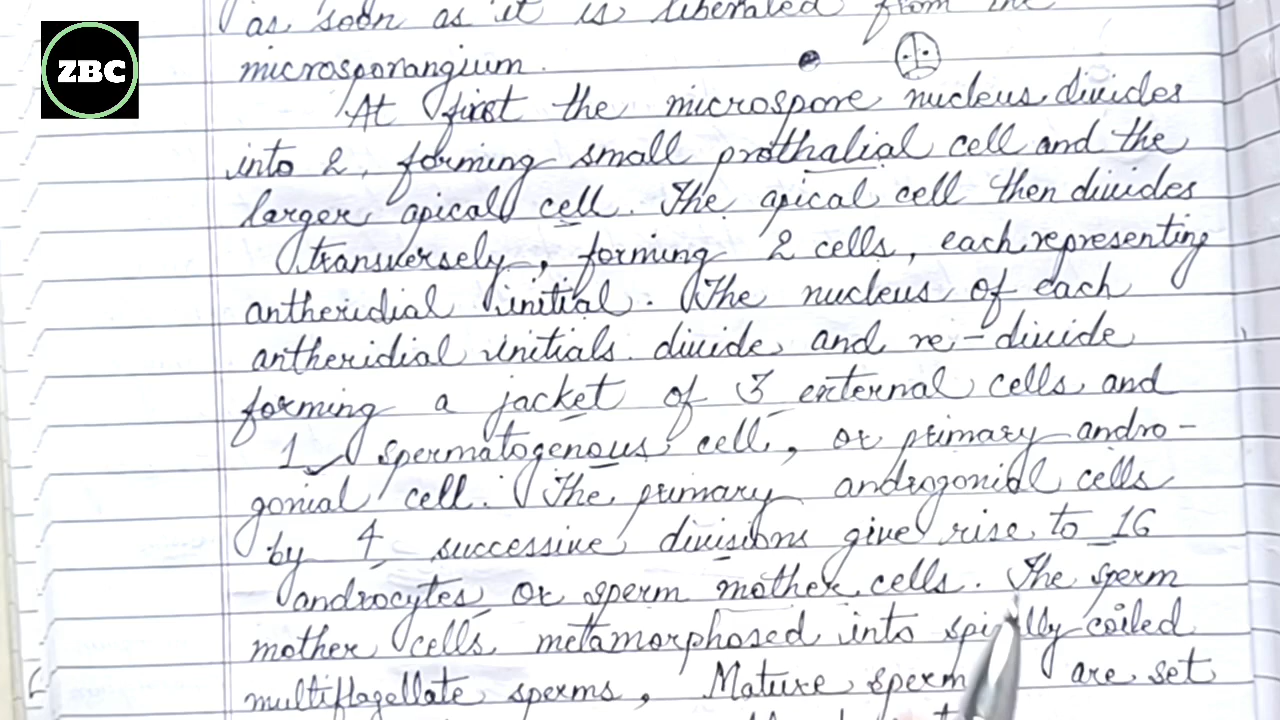 ZBC
as soon as it is liberated from the
microsporangium.
At first the microspore nucleus divides
into 2, forming small prothalial cell and the
larger apical cell. The apical cell then divides
transversely, forming 2 cells, each representing
antheridial initial. The nucleus of each
antheridial initials divide and re-divide
forming a jacket of 3 external cells and
1 spermatogenous cell, or primary andro-
gonial cell. The primary androgonial cells
by 4 successive divisions give rise to 16
androcytes or sperm mother cells. The sperm
mother cells metamorphosed into spirally coiled
multiflagellate sperms, Mature sperm are set